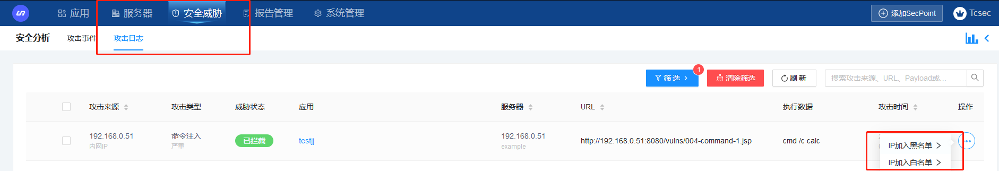 应用 服务器 安全威胁 报告管理 系统管理 添加SecPoint Tcsec
安全分析 攻击事件 攻击日志
1
筛选 清除筛选 刷新 搜索攻击来源、URL、Payload或...
攻击来源 攻击类型 威胁状态 应用 服务器 URL 执行数据 攻击时间 操作
192.168.0.51 命令注入 已拦截 testjj 192.168.0.51 http://192.168.0.51:8080/vulns/004-command-1.jsp cmd /c calc
内网IP 严重 example
IP加入黑名单
IP加入白名单